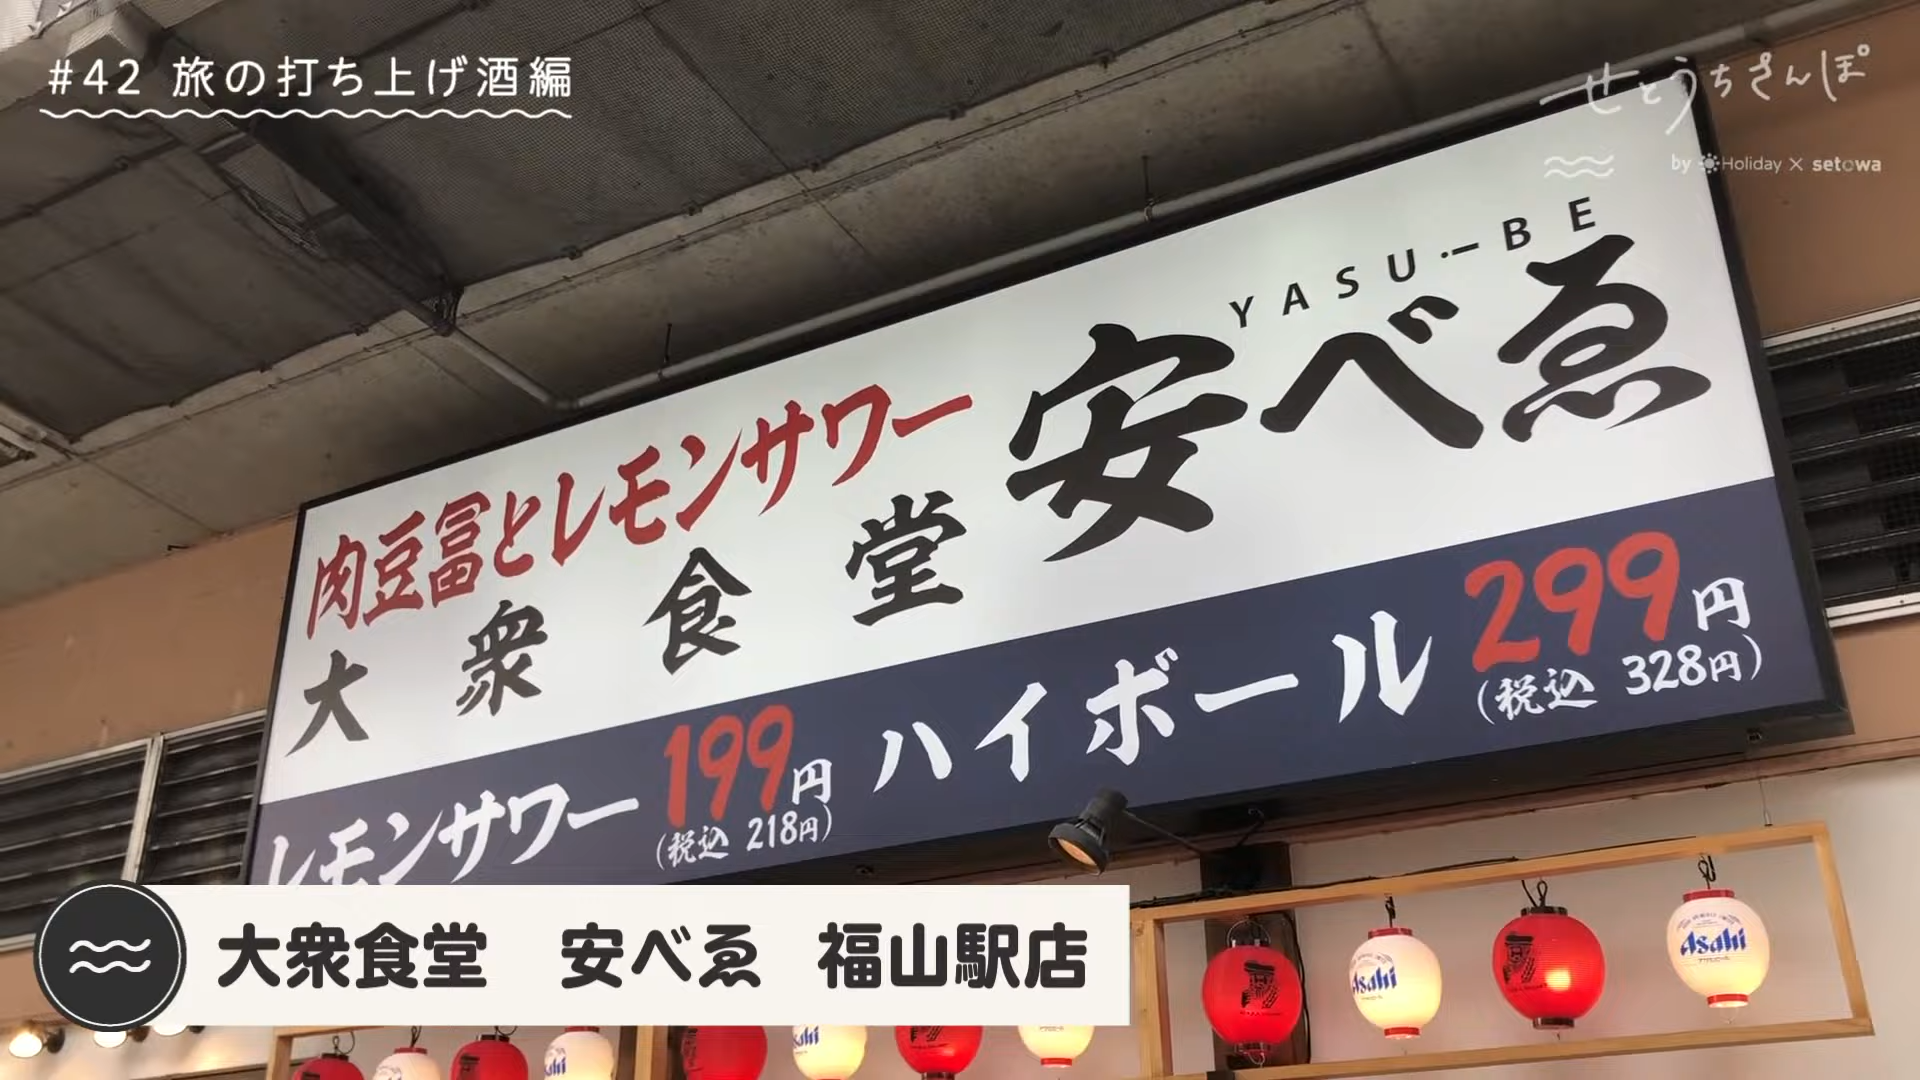 #42 旅の打ち上げ酒編
せとうちさんぽ
by Holiday × setowa
YASU-BE
肉豆冨とレモンサワー
大衆食堂 安べゑ
レモンサワー 199円
(税込 218円)
ハイボール 299円
(税込 328円)
大衆食堂 安べゑ 福山駅店
Asahi
Asahi
Asahi